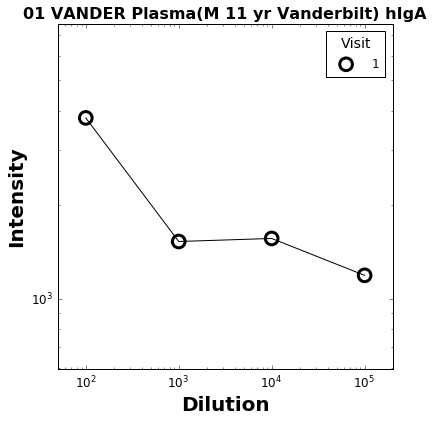 01 VANDER Plasma(M 11 yr Vanderbilt) hIgA
Visit
1
Intensity
10³
10² 10³ 10⁴ 10⁵
Dilution